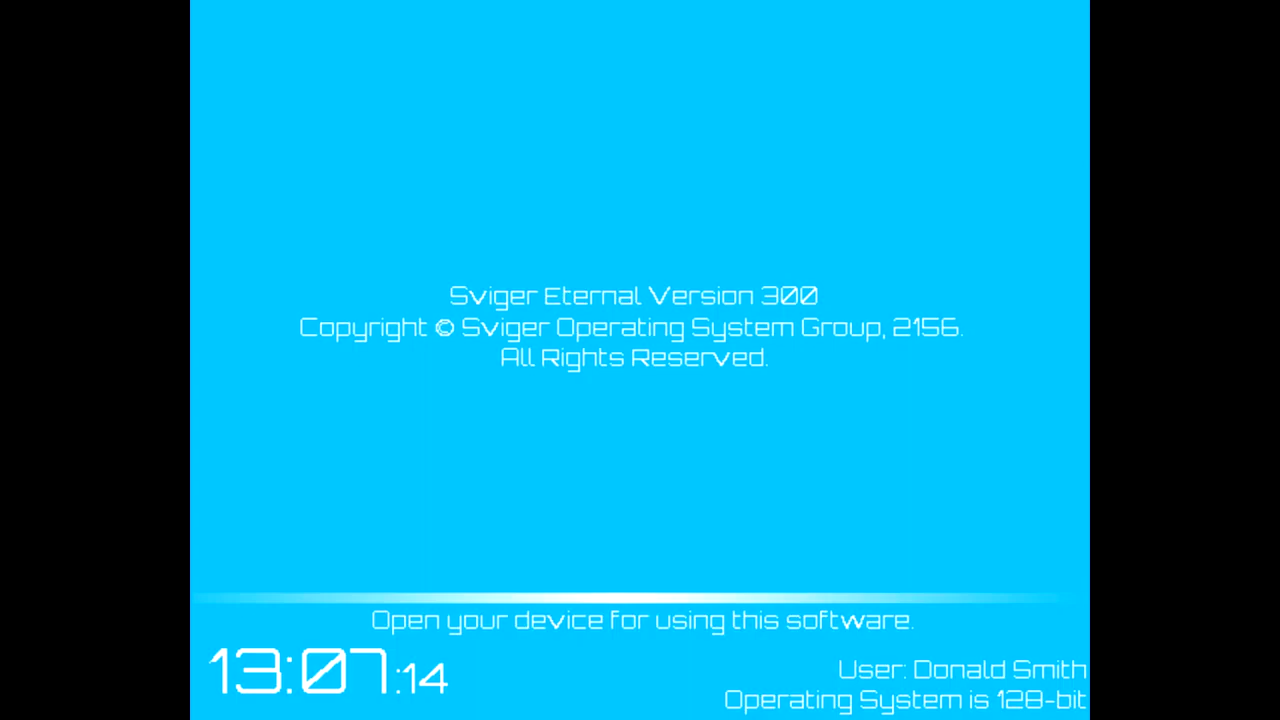 Sviger Eternal Version 300
Copyright © Sviger Operating System Group, 2156.
All Rights Reserved.
Open your device for using this software.
13:07:14
User: Donald Smith
Operating System is 128-bit